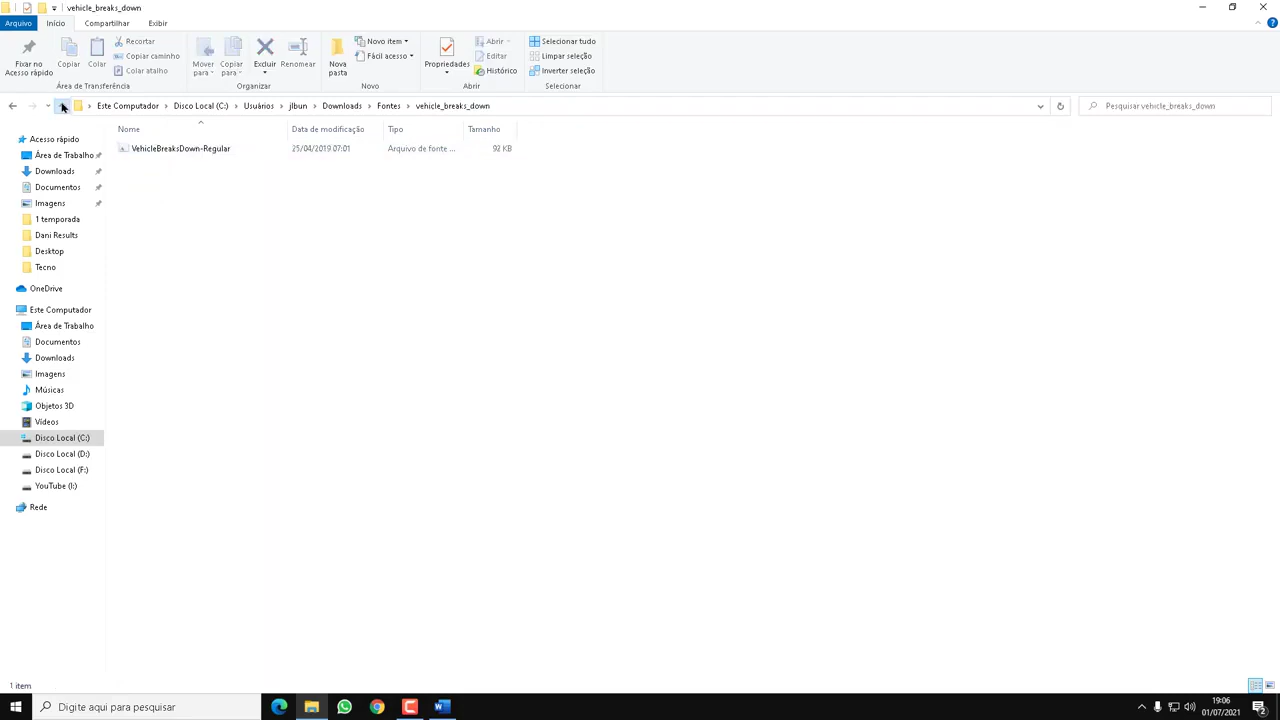 vehicle_breaks_down
Arquivo
Início
Compartilhar
Exibir
Fixar no
Acesso rápido
Copiar
Colar
Recortar
Copiar caminho
Colar atalho
Área de Transferência
Mover
para
Copiar
para
Excluir
Renomear
Organizar
Nova
pasta
Novo item
Fácil acesso
Novo
Propriedades
Abrir
Editar
Histórico
Abrir
Selecionar tudo
Limpar seleção
Inverter seleção
Selecionar
Este Computador > Disco Local (C:) > Usuários > jlbun > Downloads > Fontes > vehicle_breaks_down
Pesquisar vehicle_breaks_down
Nome
Data de modificação
Tipo
Tamanho
VehicleBreaksDown-Regular
25/04/2019 07:01
Arquivo de fonte ...
92 KB
Acesso rápido
Área de Trabalho
Downloads
Documentos
Imagens
1 temporada
Dani Results
Desktop
Tecno
OneDrive
Este Computador
Área de Trabalho
Documentos
Downloads
Imagens
Músicas
Objetos 3D
Vídeos
Disco Local (C:)
Disco Local (D:)
Disco Local (F:)
YouTube (I:)
Rede
1 item
Digite aqui para pesquisar
19:06
01/07/2021
2